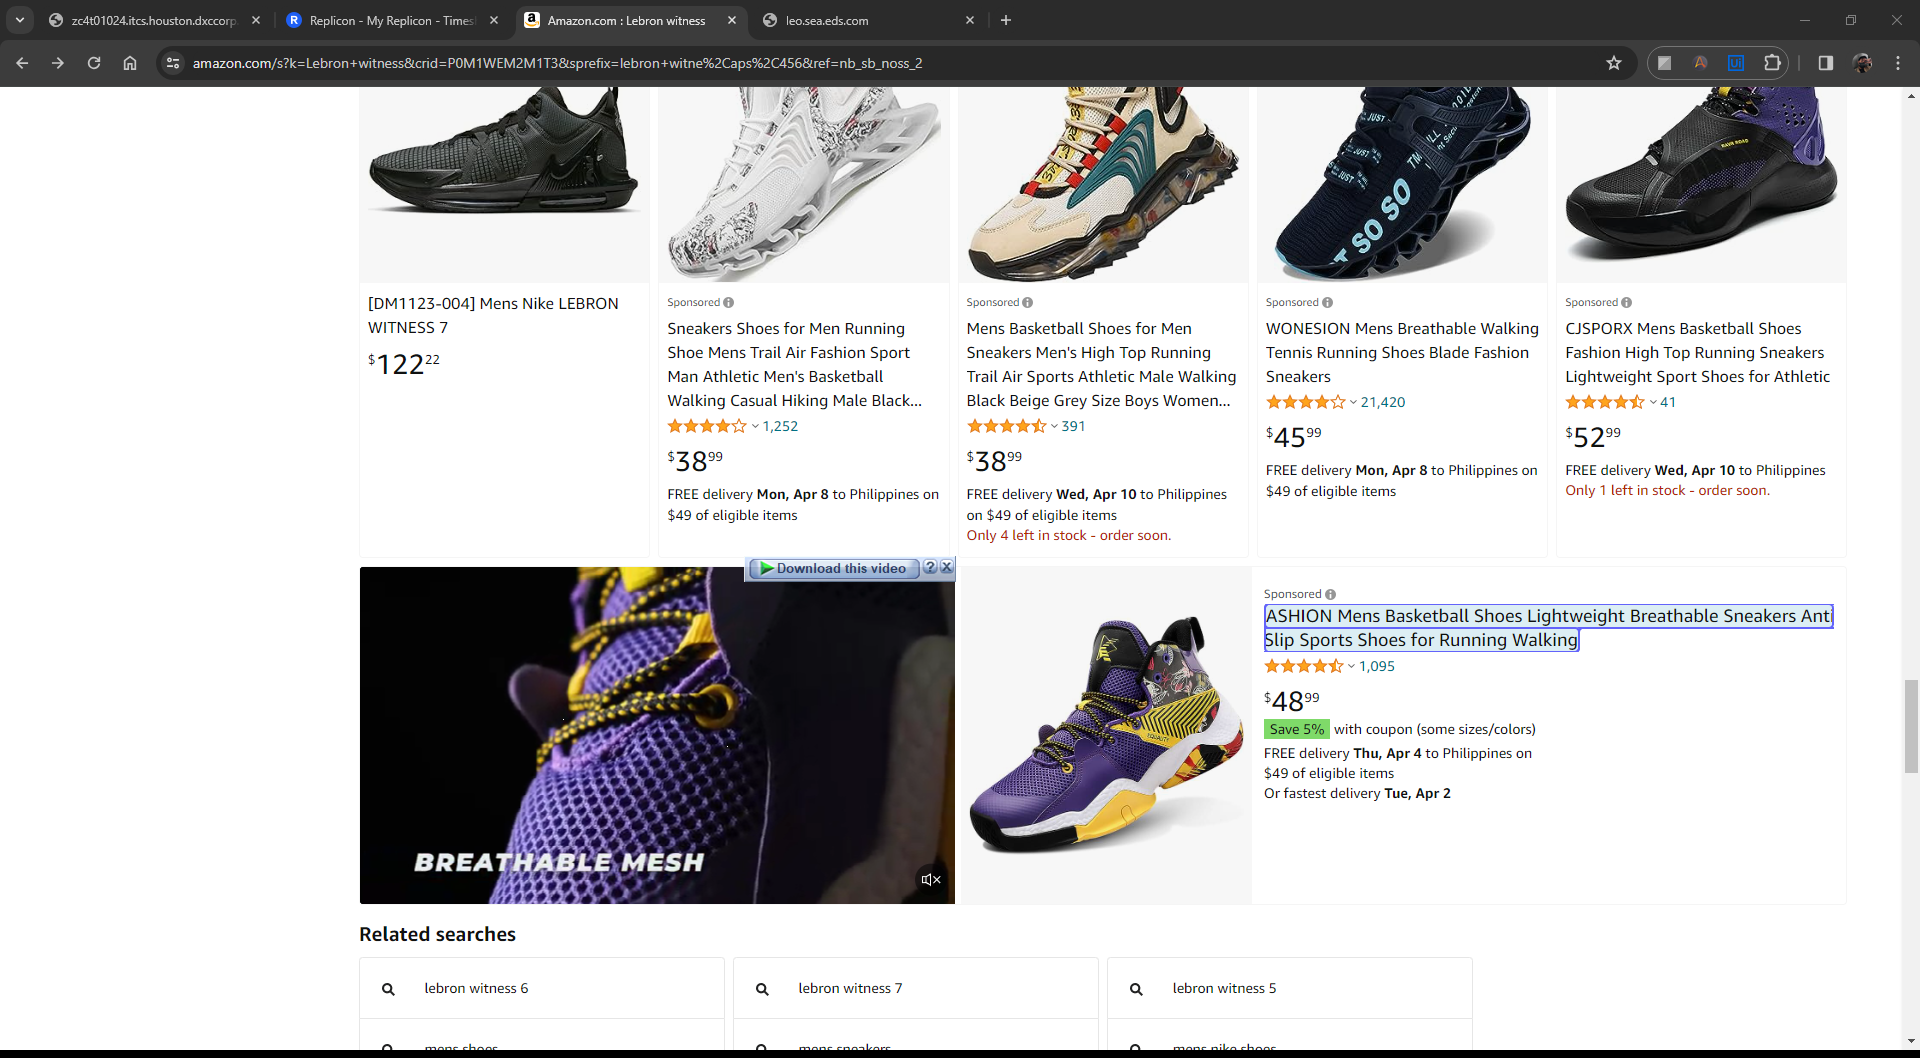 zc4t01024.itcs.houston.dxccorp
Replicon - My Replicon - Times
Amazon.com : Lebron witness
leo.sea.eds.com
amazon.com/s?k=Lebron+witness&crid=P0M1WEM2M1T3&sprefix=lebron+witne%2Caps%2C456&ref=nb_sb_noss_2
[DM1123-004] Mens Nike LEBRON
WITNESS 7
$122 22
Sponsored
Sneakers Shoes for Men Running
Shoe Mens Trail Air Fashion Sport
Man Athletic Men's Basketball
Walking Casual Hiking Male Black...
1,252
$38 99
FREE delivery Mon, Apr 8 to Philippines on
$49 of eligible items
Sponsored
Mens Basketball Shoes for Men
Sneakers Men's High Top Running
Trail Air Sports Athletic Male Walking
Black Beige Grey Size Boys Women...
391
$38 99
FREE delivery Wed, Apr 10 to Philippines
on $49 of eligible items
Only 4 left in stock - order soon.
JUST
SO SO
Sponsored
WONESION Mens Breathable Walking
Tennis Running Shoes Blade Fashion
Sneakers
21,420
$45 99
FREE delivery Mon, Apr 8 to Philippines on
$49 of eligible items
Sponsored
CJSPORX Mens Basketball Shoes
Fashion High Top Running Sneakers
Lightweight Sport Shoes for Athletic
41
$52 99
FREE delivery Wed, Apr 10 to Philippines
Only 1 left in stock - order soon.
Download this video
BREATHABLE MESH
EQUALITY
Sponsored
ASHION Mens Basketball Shoes Lightweight Breathable Sneakers Anti
Slip Sports Shoes for Running Walking
1,095
$48 99
Save 5% with coupon (some sizes/colors)
FREE delivery Thu, Apr 4 to Philippines on
$49 of eligible items
Or fastest delivery Tue, Apr 2
Related searches
lebron witness 6
lebron witness 7
lebron witness 5
mens shoes
mens sneakers
mens nike shoes